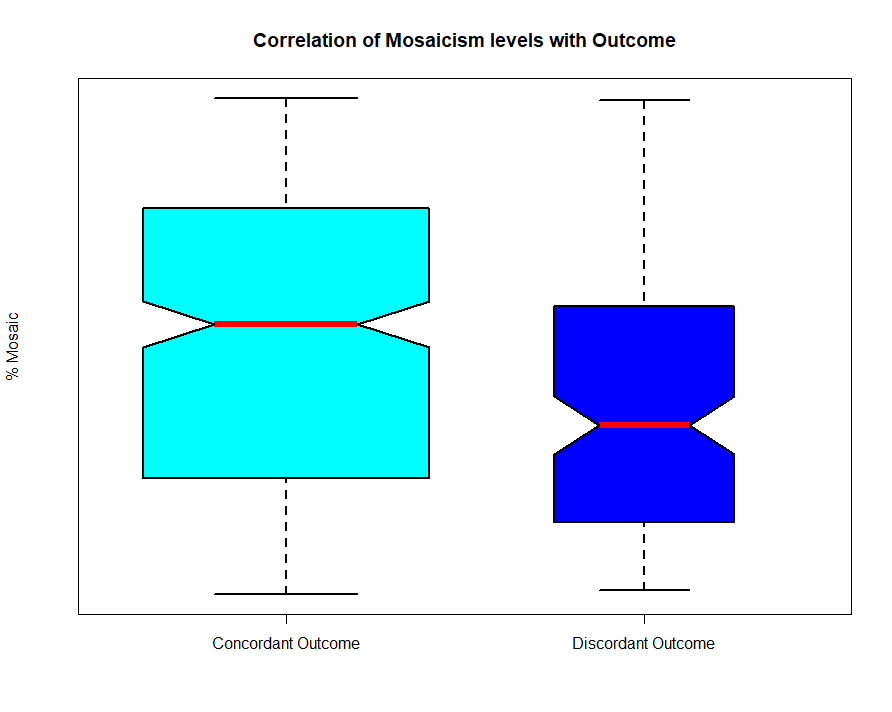 Correlation of Mosaicism levels with Outcome
% Mosaic
Concordant Outcome
Discordant Outcome